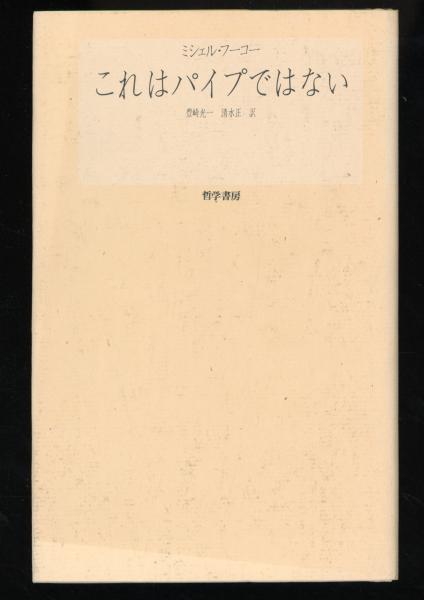 ミシェル・フーコー
これはパイプではない
豊崎光一 清水正 訳
哲学書房